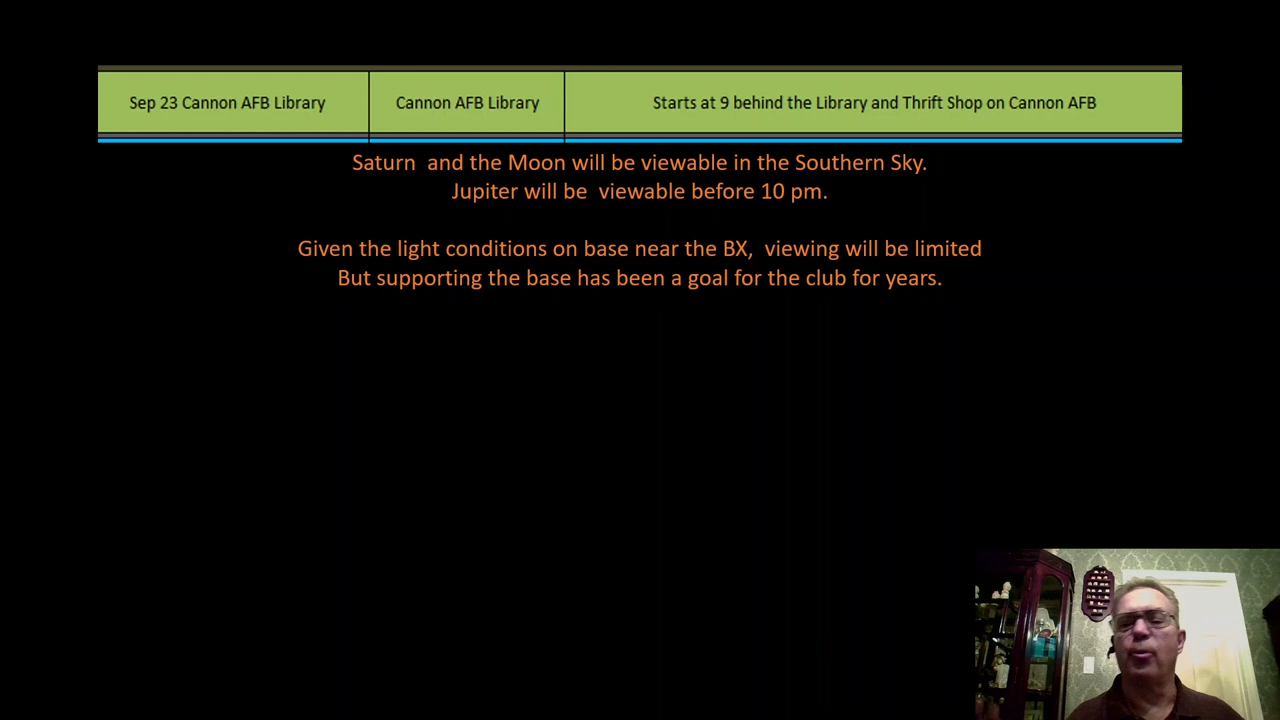 Sep 23 Cannon AFB Library Cannon AFB Library Starts at 9 behind the Library and Thrift Shop on Cannon AFB
Saturn  and the Moon will be viewable in the Southern Sky.
Jupiter will be  viewable before 10 pm.
Given the light conditions on base near the BX,  viewing will be limited
But supporting the base has been a goal for the club for years.